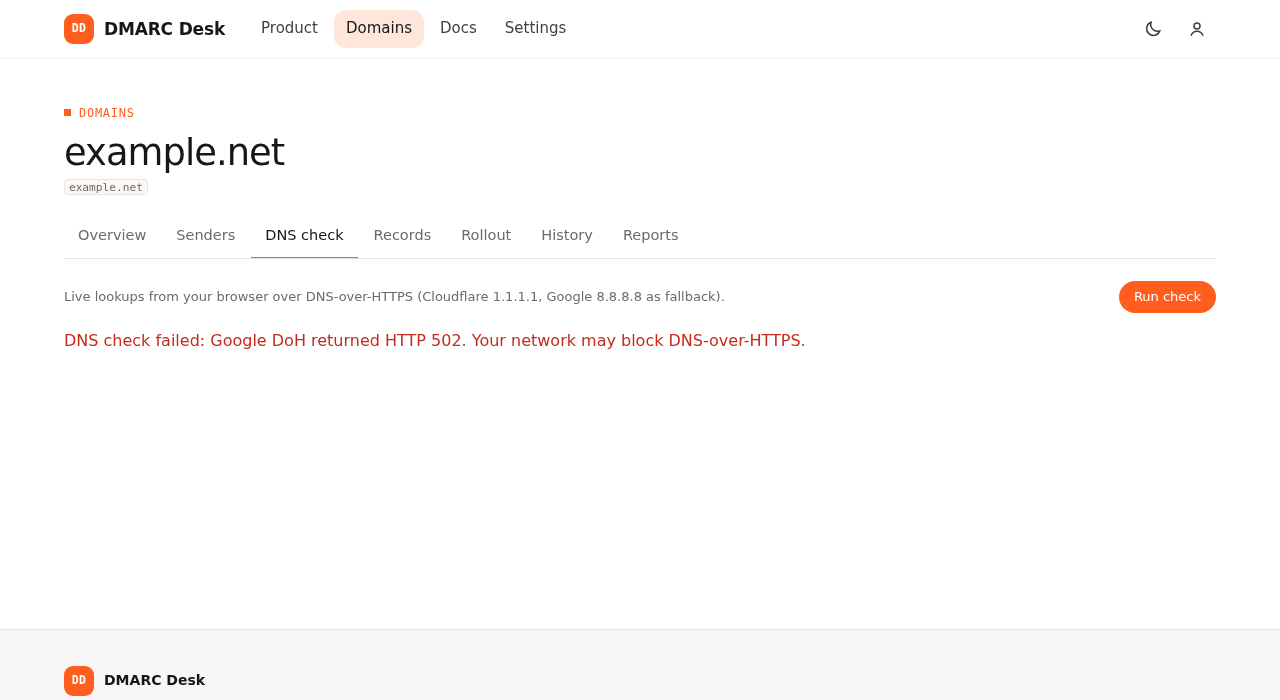 DD DMARC Desk Product Domains Docs Settings
DOMAINS
example.net
example.net
Overview Senders DNS check Records Rollout History Reports
Live lookups from your browser over DNS-over-HTTPS (Cloudflare 1.1.1.1, Google 8.8.8.8 as fallback). Run check
DNS check failed: Google DoH returned HTTP 502. Your network may block DNS-over-HTTPS.
DD DMARC Desk